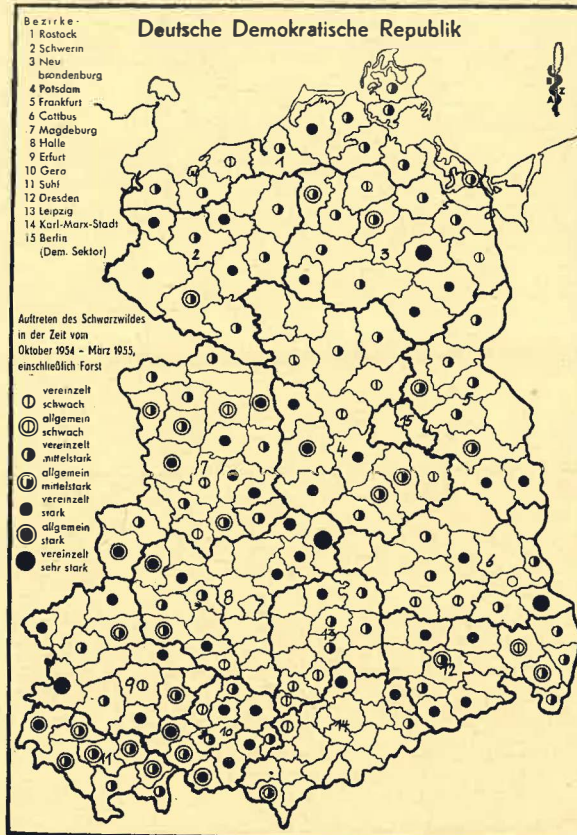 Deutsche Demokratische Republik
Bezirke-
1 Rostock
2 Schwerin
3 Neu
brandenburg
4 Potsdam
5 Frankfurt
6 Cottbus
7 Magdeburg
8 Halle
9 Erfurt
10 Gera
11 Suhl
12 Dresden
13 Leipzig
14 Karl-Marx-Stadt
15 Berlin
(Dem. Sektor)
Auftreten des Schwarzwildes
in der Zeit vom
Oktober 1954 – März 1955,
einschließlich Forst
vereinzelt
schwach
allgemein
schwach
vereinzelt
mittelstark
allgemein
mittelstark
vereinzelt
stark
allgemein
stark
vereinzelt
sehr stark
1
2
3
4
5
15
7
6
8
13
12
9
10
14
11